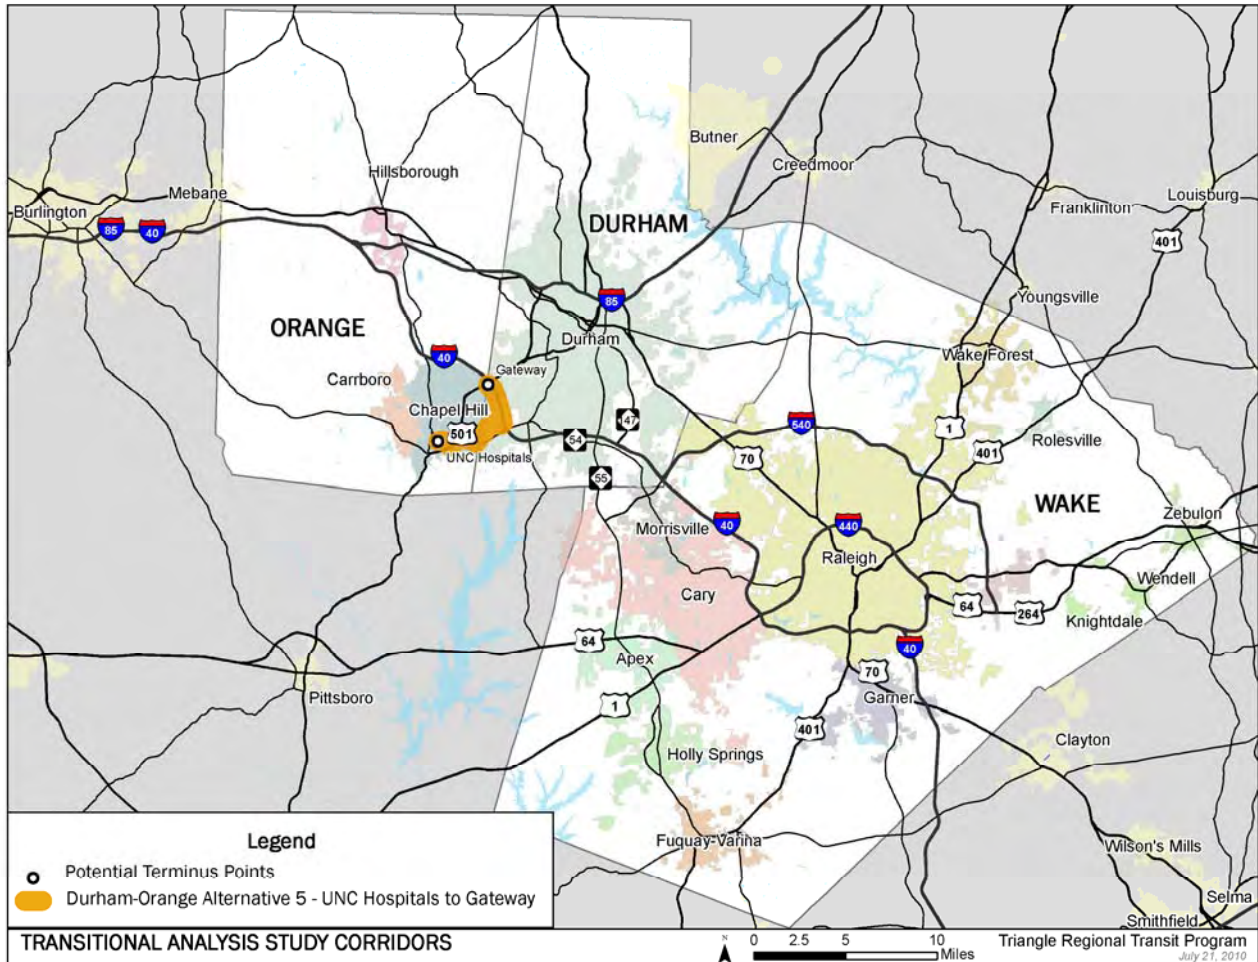 Butner
Creedmoor
Hillsborough
Mebane
Louisburg
Burlington
85
40
Franklinton
DURHAM
401
85
Youngsville
ORANGE
Durham
40
Wake Forest
Gateway
Carrboro
Chapel Hill
501
47
540
1
Rolesville
54
70
401
UNC Hospitals
55
WAKE
Zebulon
Morrisville
40
440
Raleigh
Wendell
Cary
64
264
Knightdale
64
40
Apex
70
Garner
Pittsboro
1
401
Clayton
Holly Springs
Fuquay-Varina
Wilson's Mills
Selma
Smithfield
Legend
Potential Terminus Points
Durham-Orange Alternative 5 - UNC Hospitals to Gateway
TRANSITIONAL ANALYSIS STUDY CORRIDORS
N
0 2.5 5 10
Miles
Triangle Regional Transit Program
July 21, 2010